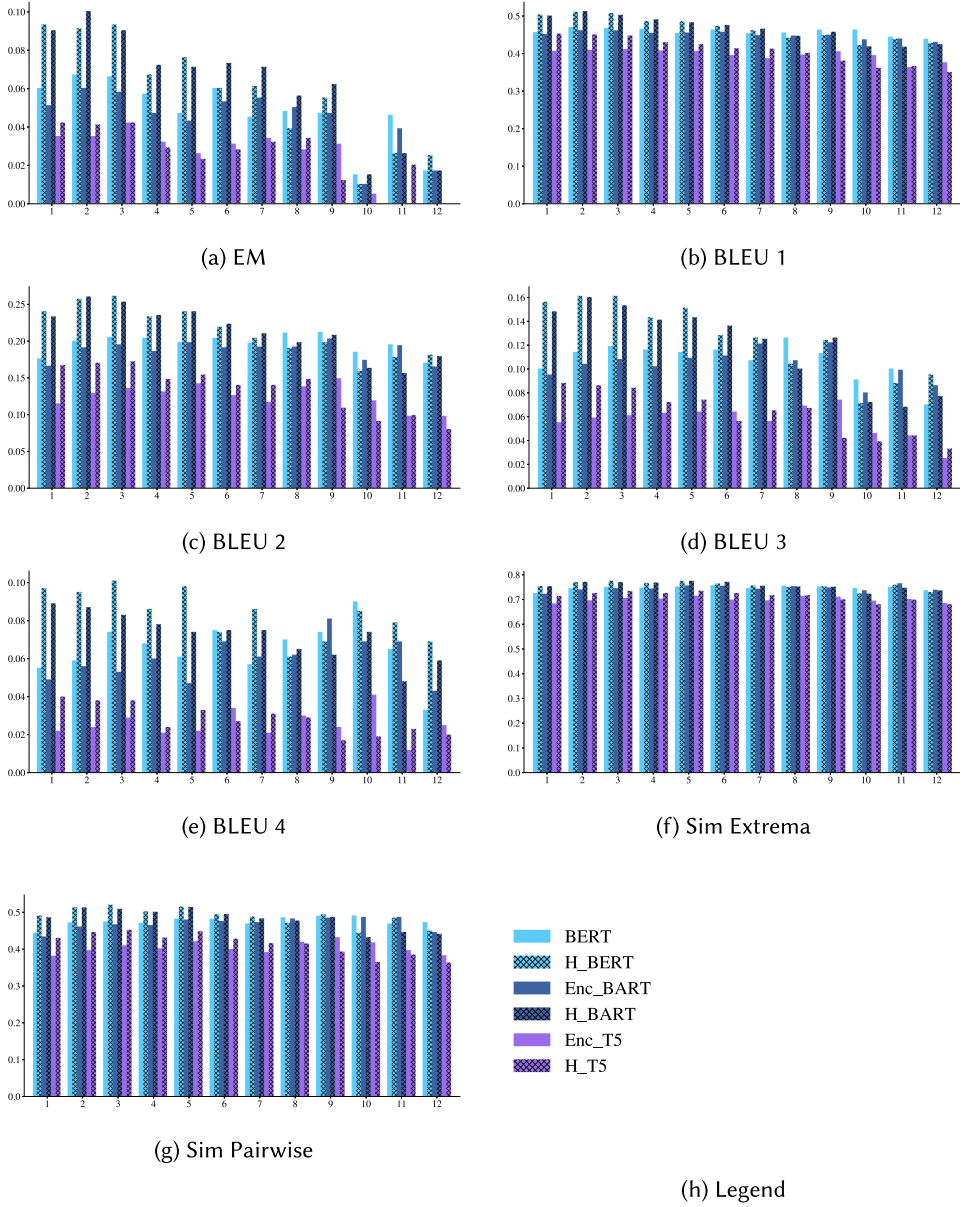 0.10
0.08
0.06
0.04
0.02
0.00
1 2 3 4 5 6 7 8 9 10 11 12
(a) EM
0.5
0.4
0.3
0.2
0.1
0.0
1 2 3 4 5 6 7 8 9 10 11 12
(b) BLEU 1
0.25
0.20
0.15
0.10
0.05
0.00
1 2 3 4 5 6 7 8 9 10 11 12
(c) BLEU 2
0.16
0.14
0.12
0.10
0.08
0.06
0.04
0.02
0.00
1 2 3 4 5 6 7 8 9 10 11 12
(d) BLEU 3
0.10
0.08
0.06
0.04
0.02
0.00
1 2 3 4 5 6 7 8 9 10 11 12
(e) BLEU 4
0.8
0.7
0.6
0.5
0.4
0.3
0.2
0.1
0.0
1 2 3 4 5 6 7 8 9 10 11 12
(f) Sim Extrema
0.5
0.4
0.3
0.2
0.1
0.0
1 2 3 4 5 6 7 8 9 10 11 12
(g) Sim Pairwise
BERT
H_BERT
Enc_BART
H_BART
Enc_T5
H_T5
(h) Legend